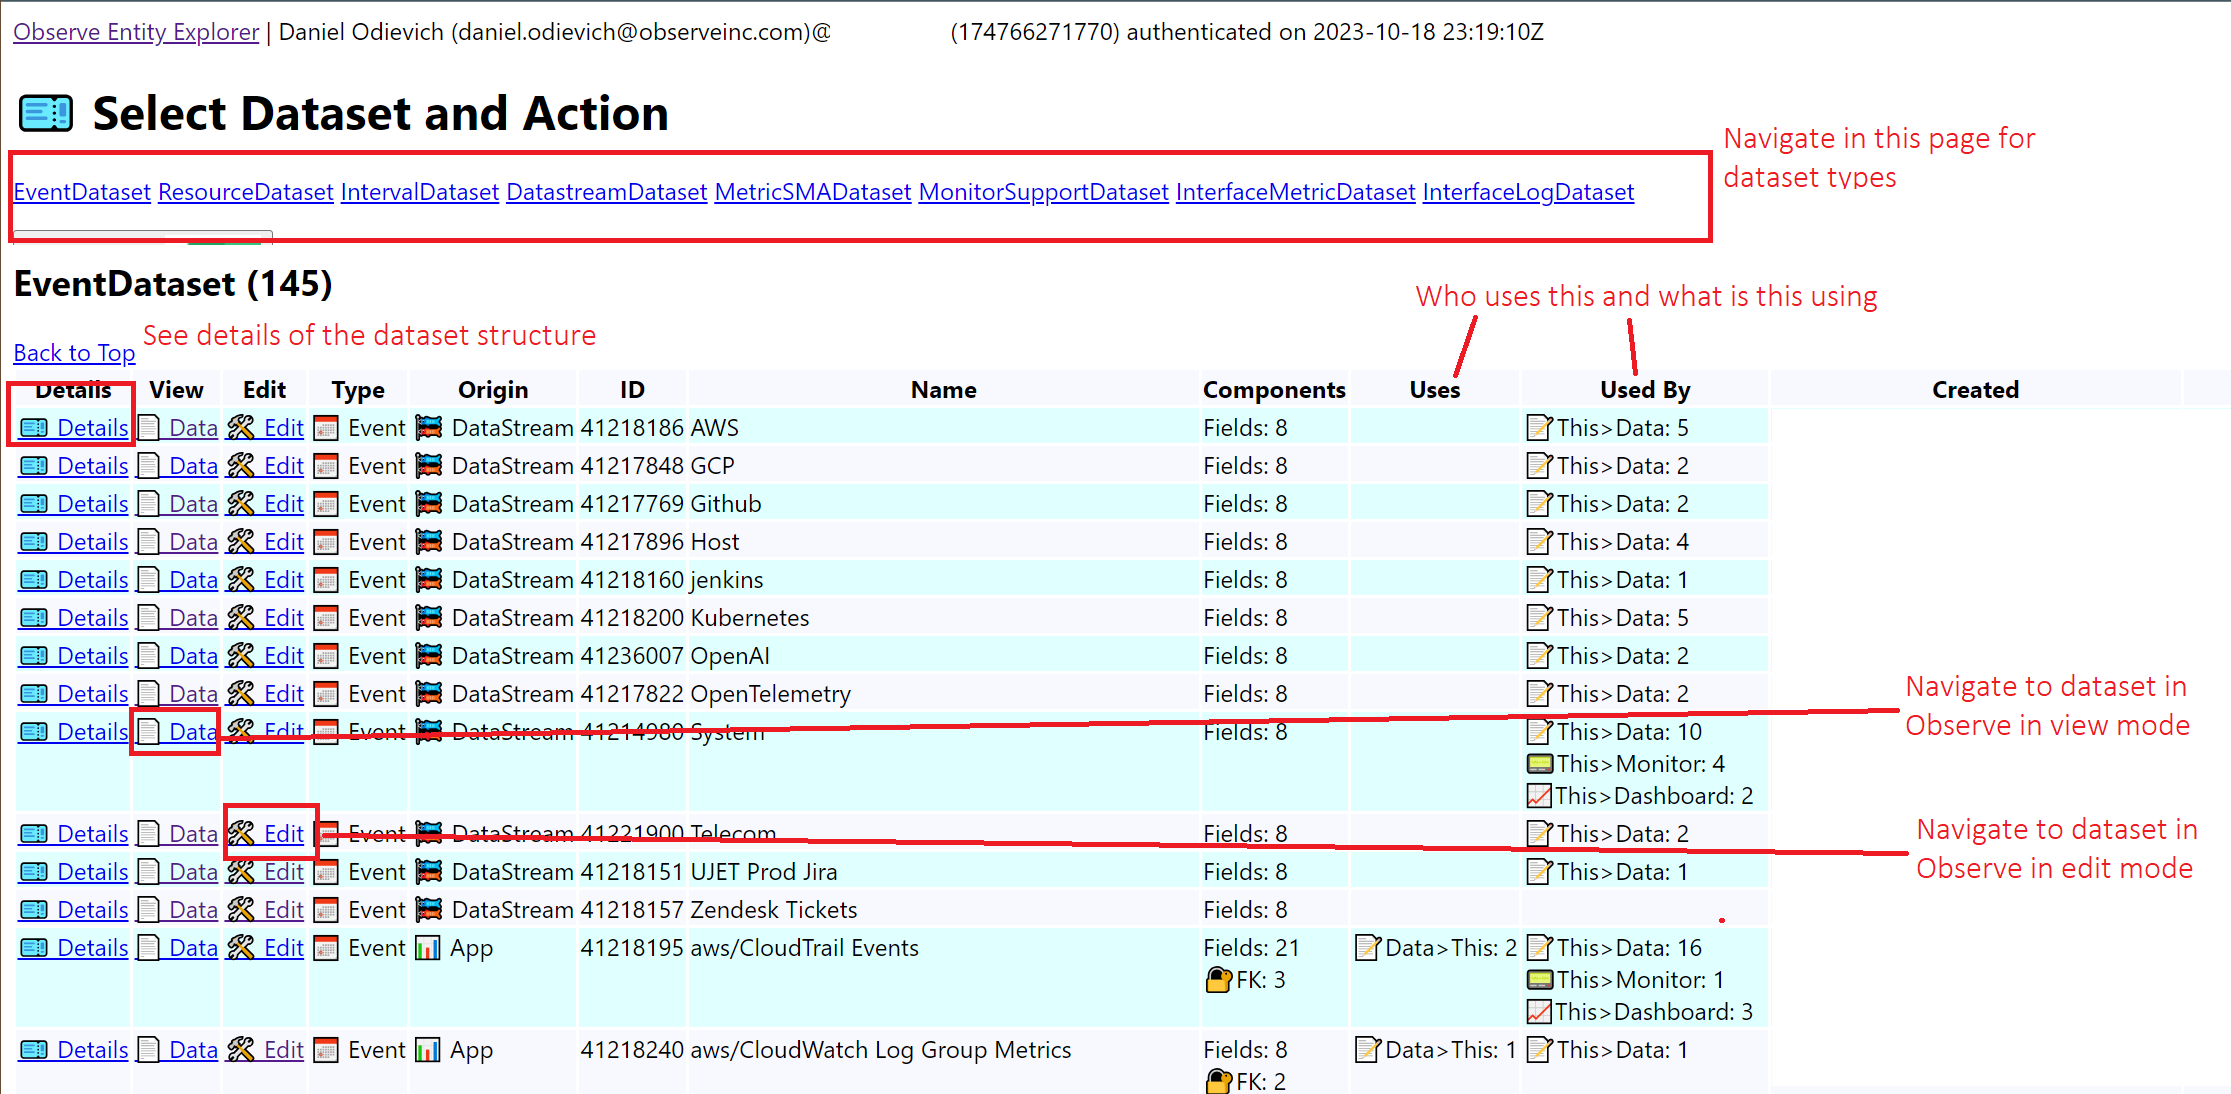 Observe Entity Explorer | Daniel Odievich (daniel.odievich@observeinc.com)@ (174766271770) authenticated on 2023-10-18 23:19:10Z
Select Dataset and Action
Navigate in this page for
dataset types
EventDataset ResourceDataset IntervalDataset DatastreamDataset MetricSMADataset MonitorSupportDataset InterfaceMetricDataset InterfaceLogDataset
EventDataset (145)
Who uses this and what is this using
See details of the dataset structure
Back to Top
Details View Edit Type Origin ID Name Components Uses Used By Created
Details Data Edit Event DataStream 41218186 AWS Fields: 8 This>Data: 5
Details Data Edit Event DataStream 41217848 GCP Fields: 8 This>Data: 2
Details Data Edit Event DataStream 41217769 Github Fields: 8 This>Data: 2
Details Data Edit Event DataStream 41217896 Host Fields: 8 This>Data: 4
Details Data Edit Event DataStream 41218160 jenkins Fields: 8 This>Data: 1
Details Data Edit Event DataStream 41218200 Kubernetes Fields: 8 This>Data: 5
Details Data Edit Event DataStream 41236007 OpenAI Fields: 8 This>Data: 2
Details Data Edit Event DataStream 41217822 OpenTelemetry Fields: 8 This>Data: 2
Navigate to dataset in
Observe in view mode
Details Data Edit Event DataStream 41214980 System Fields: 8 This>Data: 10
This>Monitor: 4
This>Dashboard: 2
Details Data Edit Event DataStream 41221900 Telecom Fields: 8 This>Data: 2
Navigate to dataset in
Observe in edit mode
Details Data Edit Event DataStream 41218151 UJET Prod Jira Fields: 8 This>Data: 1
Details Data Edit Event DataStream 41218157 Zendesk Tickets Fields: 8
Details Data Edit Event App 41218195 aws/CloudTrail Events Fields: 21 Data>This: 2 This>Data: 16
FK: 3 This>Monitor: 1
This>Dashboard: 3
Details Data Edit Event App 41218240 aws/CloudWatch Log Group Metrics Fields: 8 Data>This: 1 This>Data: 1
FK: 2